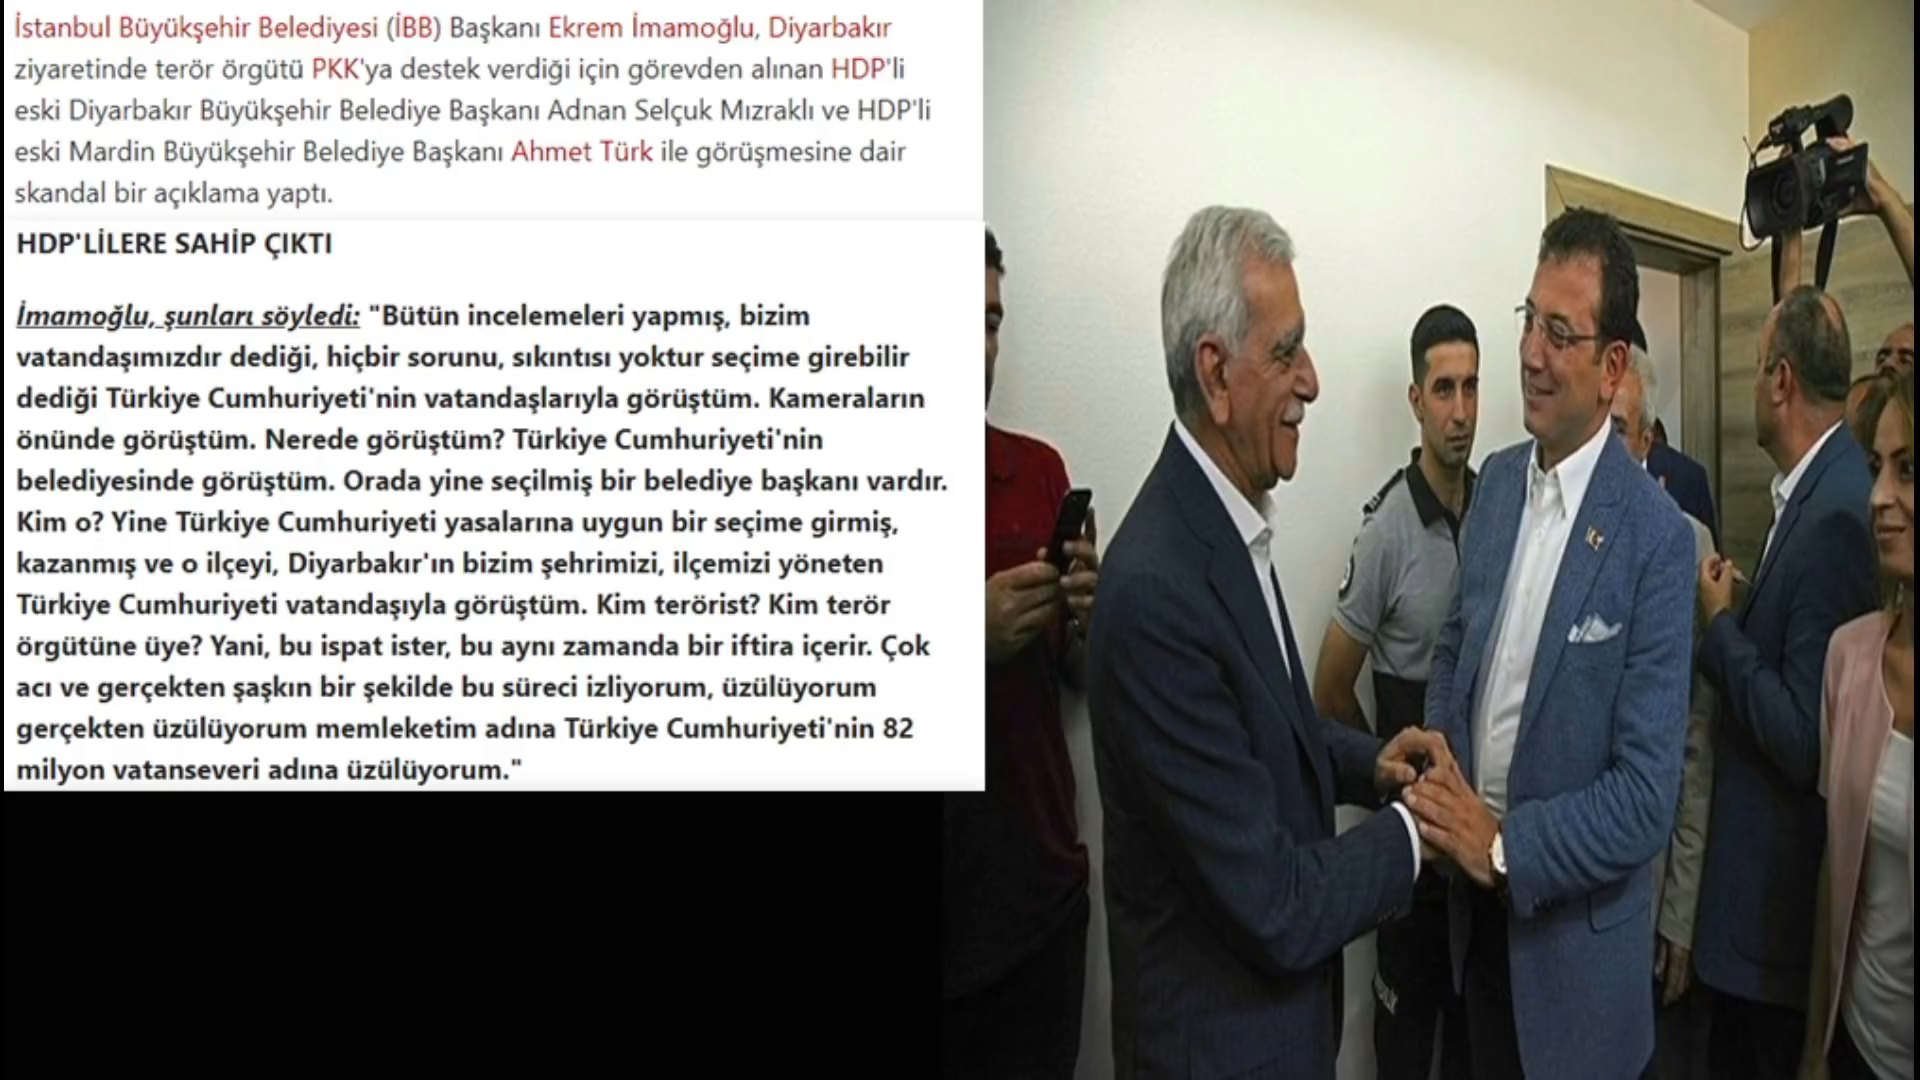 İstanbul Büyükşehir Belediyesi (İBB) Başkanı Ekrem İmamoğlu, Diyarbakır
ziyaretinde terör örgütü PKK'ya destek verdiği için görevden alınan HDP'li
eski Diyarbakır Büyükşehir Belediye Başkanı Adnan Selçuk Mızraklı ve HDP'li
eski Mardin Büyükşehir Belediye Başkanı Ahmet Türk ile görüşmesine dair
skandal bir açıklama yaptı.
HDP'LİLERE SAHİP ÇIKTI
İmamoğlu, şunları söyledi: "Bütün incelemeleri yapmış, bizim
vatandaşımızdır dediği, hiçbir sorunu, sıkıntısı yoktur seçime girebilir
dediği Türkiye Cumhuriyeti'nin vatandaşlarıyla görüştüm. Kameraların
önünde görüştüm. Nerede görüştüm? Türkiye Cumhuriyeti'nin
belediyesinde görüştüm. Orada yine seçilmiş bir belediye başkanı vardır.
Kim o? Yine Türkiye Cumhuriyeti yasalarına uygun bir seçime girmiş,
kazanmış ve o ilçeyi, Diyarbakır'ın bizim şehrimizi, ilçemizi yöneten
Türkiye Cumhuriyeti vatandaşıyla görüştüm. Kim terörist? Kim terör
örgütüne üye? Yani, bu ispat ister, bu aynı zamanda bir iftira içerir. Çok
acı ve gerçekten şaşkın bir şekilde bu süreci izliyorum, üzülüyorum
gerçekten üzülüyorum memleketim adına Türkiye Cumhuriyeti'nin 82
milyon vatanseveri adına üzülüyorum."